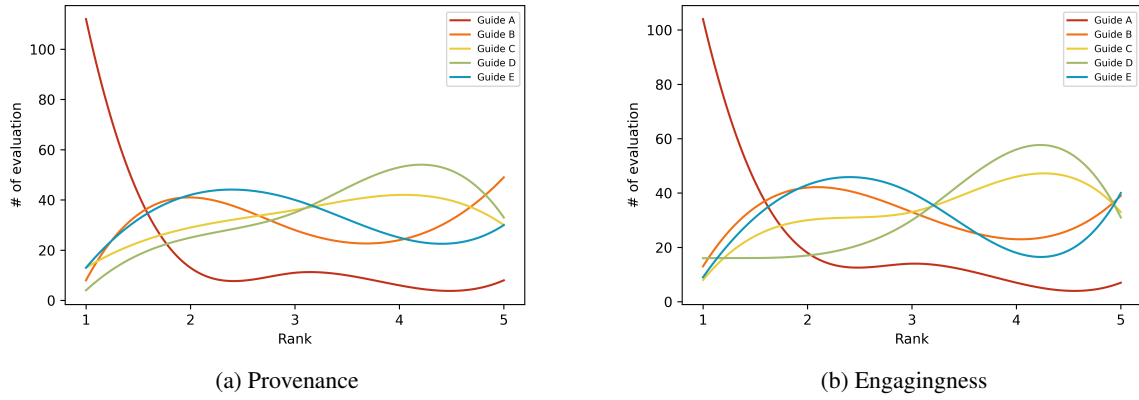 100
80
60
40
20
0
# of evaluation
1 2 3 4 5
Rank
Guide A
Guide B
Guide C
Guide D
Guide E
(a) Provenance
100
80
60
40
20
0
# of evaluation
1 2 3 4 5
Rank
Guide A
Guide B
Guide C
Guide D
Guide E
(b) Engagingness